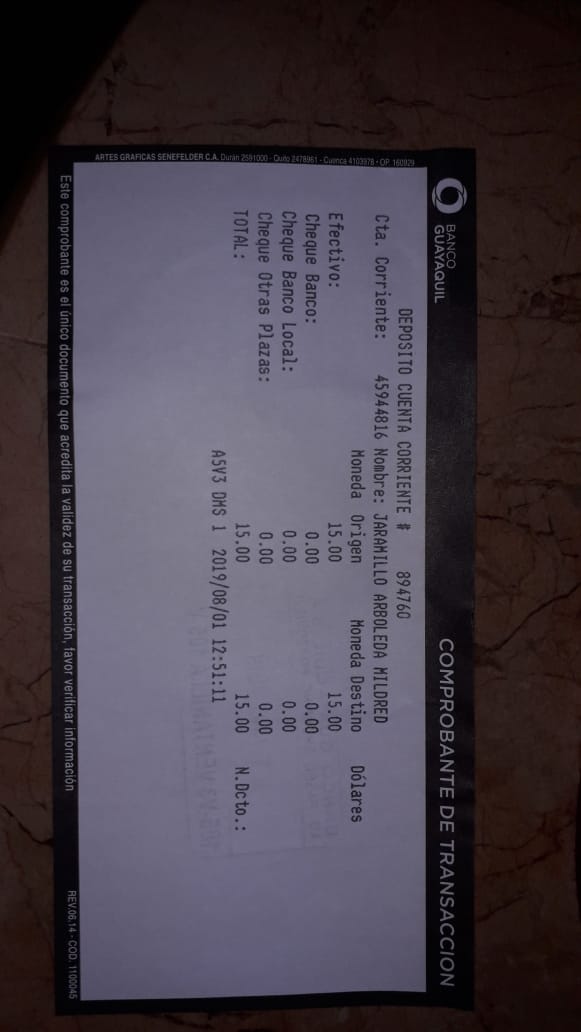 BANCO
GUAYAQUIL
COMPROBANTE DE TRANSACCION
DEPOSITO CUENTA CORRIENTE # 894760
Cta. Corriente: 45944816 Nombre: JARAMILLO ARBOLEDA MILDRED
Moneda Origen Moneda Destino Dólares
Efectivo: 15.00 15.00
Cheque Banco: 0.00 0.00
Cheque Banco Local: 0.00 0.00
Cheque Otras Plazas: 0.00 0.00
TOTAL: 15.00 15.00 N.Dcto.:
A5V3 DMS 1 2019/08/01 12:51:11
Este comprobante es el único documento que acredita la validez de su transacción, favor verificar información
REV.06.14 - COD. 1100045
ARTES GRAFICAS SENEFELDER C.A. Durán 2591000 - Quito 2478961 - Cuenca 4103978 - OP. 160929